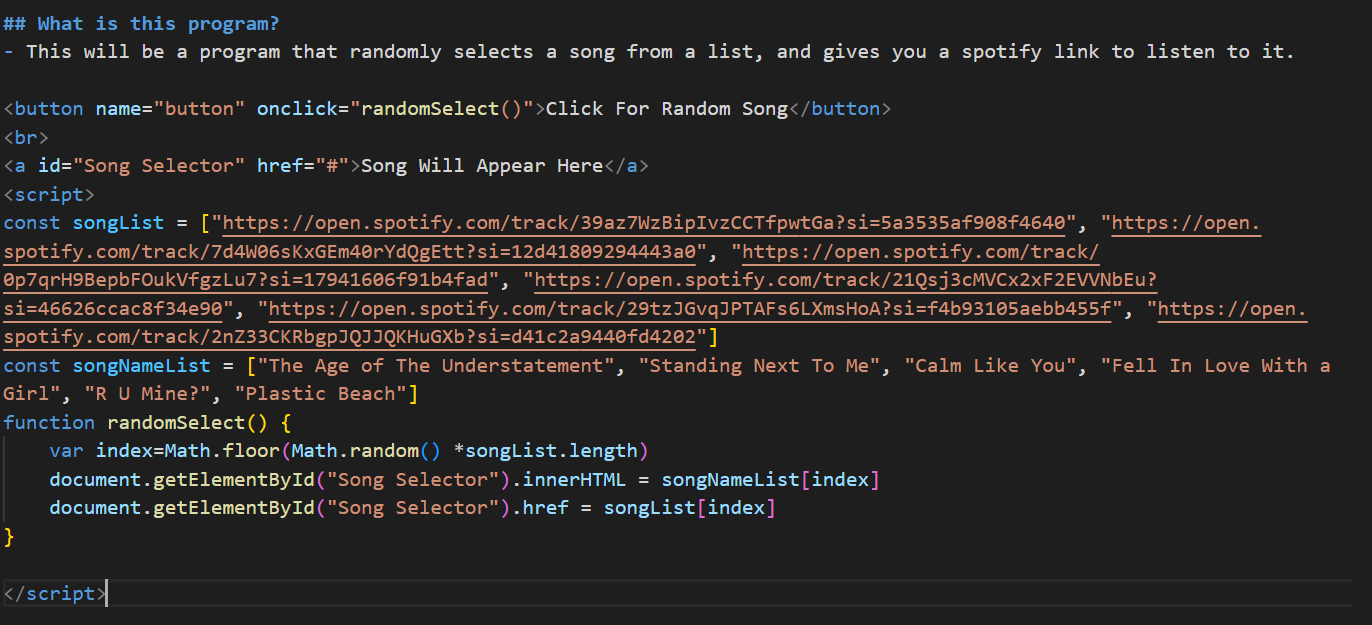 ## What is this program?
- This will be a program that randomly selects a song from a list, and gives you a spotify link to listen to it.
<button name="button" onclick="randomSelect()">Click For Random Song</button>
<br>
<a id="Song Selector" href="#">Song Will Appear Here</a>
<script>
const songList = ["https://open.spotify.com/track/39az7WzBipIvzCCTfpwtGa?si=5a3535af908f4640", "https://open.
spotify.com/track/7d4W06sKxGEm40rYdQgEtt?si=12d41809294443a0", "https://open.spotify.com/track/
0p7qrH9BepbFOukVfgzLu7?si=17941606f91b4fad", "https://open.spotify.com/track/21Qsj3cMVCx2xF2EVVNbEu?
si=46626ccac8f34e90", "https://open.spotify.com/track/29tzJGvqJPTAFs6LXmsHoA?si=f4b93105aebb455f", "https://open.
spotify.com/track/2nZ33CKRbgpJQJJQKHuGXb?si=d41c2a9440fd4202"]
const songNameList = ["The Age of The Understatement", "Standing Next To Me", "Calm Like You", "Fell In Love With a
Girl", "R U Mine?", "Plastic Beach"]
function randomSelect() {
    var index=Math.floor(Math.random() *songList.length)
    document.getElementById("Song Selector").innerHTML = songNameList[index]
    document.getElementById("Song Selector").href = songList[index]
}
</script>